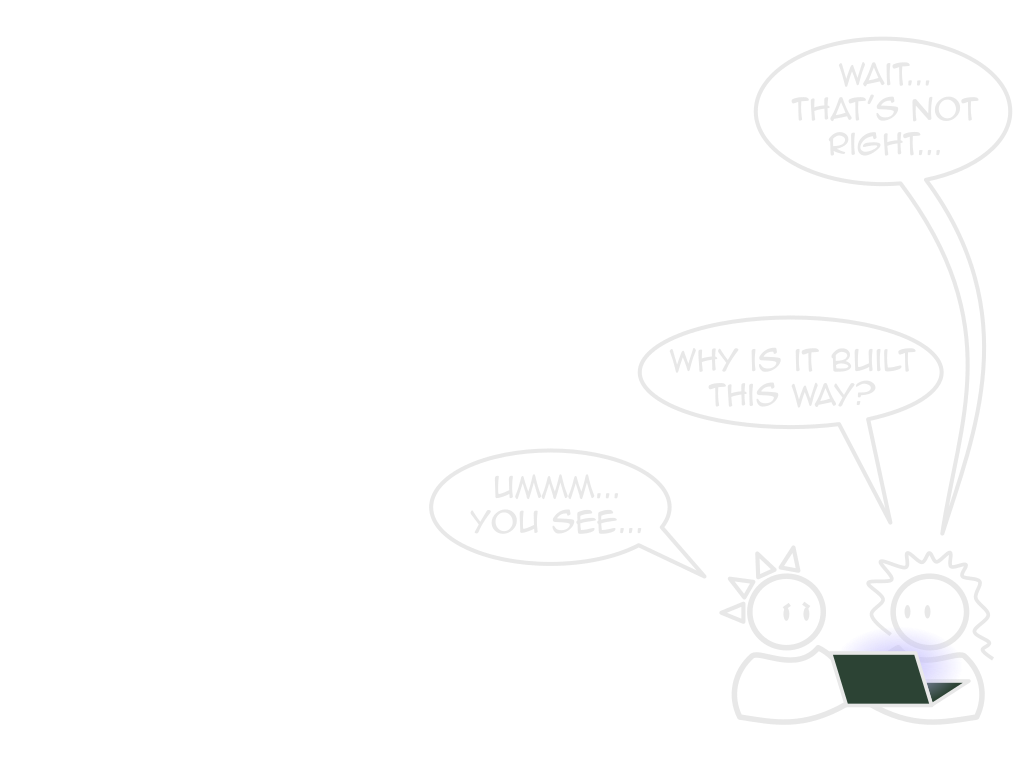 WAIT...
THAT'S NOT
RIGHT...
WHY IS IT BUILT
THIS WAY?
UMMM...
YOU SEE...